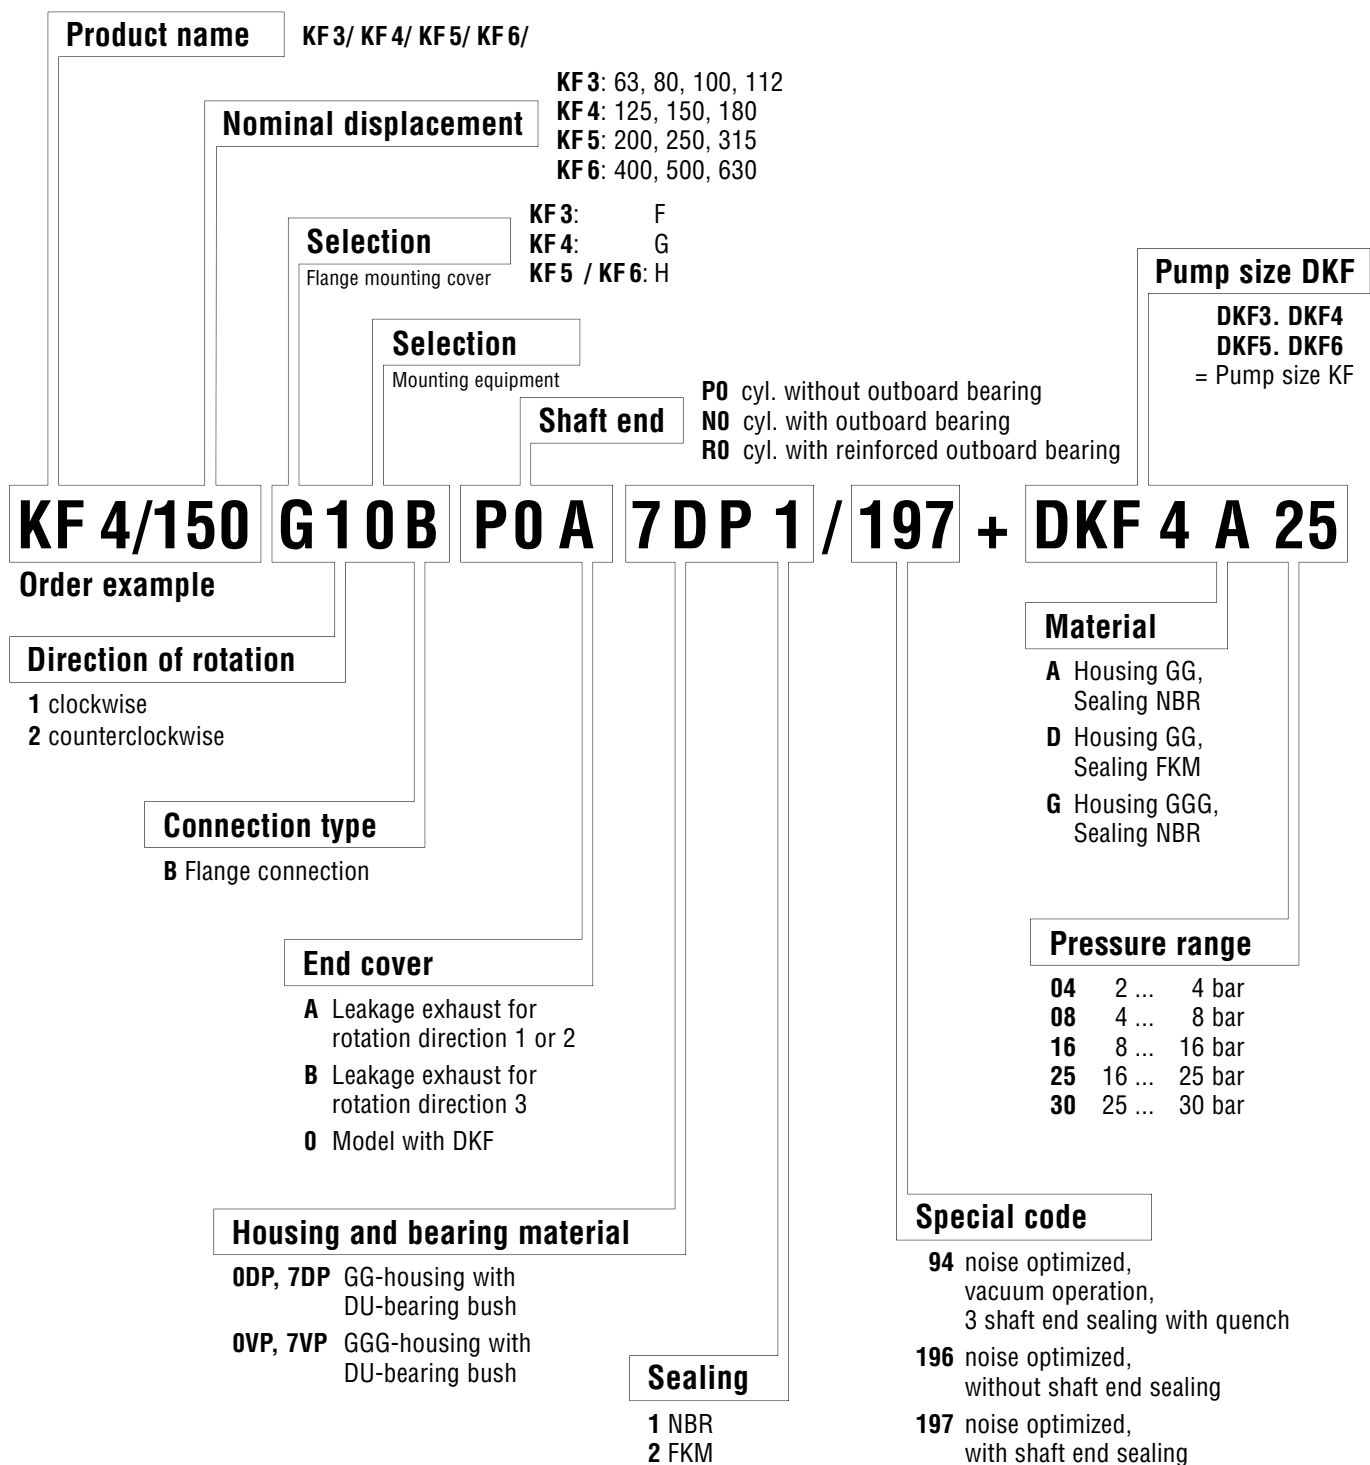 Product name KF 3/ KF 4/ KF 5/ KF 6/
Nominal displacement
KF 3: 63, 80, 100, 112
KF 4: 125, 150, 180
KF 5: 200, 250, 315
KF 6: 400, 500, 630
Selection
Flange mounting cover
KF 3: F
KF 4: G
KF 5 / KF 6: H
Selection
Mounting equipment
Shaft end
P0 cyl. without outboard bearing
N0 cyl. with outboard bearing
R0 cyl. with reinforced outboard bearing
Pump size DKF
DKF3. DKF4
DKF5. DKF6
= Pump size KF
KF 4/150 G 1 0 B P 0 A 7 D P 1 / 197 + DKF 4 A 25
Order example
Direction of rotation
1 clockwise
2 counterclockwise
Connection type
B Flange connection
End cover
A Leakage exhaust for
rotation direction 1 or 2
B Leakage exhaust for
rotation direction 3
0 Model with DKF
Housing and bearing material
0DP, 7DP GG-housing with
DU-bearing bush
0VP, 7VP GGG-housing with
DU-bearing bush
Sealing
1 NBR
2 FKM
Material
A Housing GG,
Sealing NBR
D Housing GG,
Sealing FKM
G Housing GGG,
Sealing NBR
Pressure range
04 2 ... 4 bar
08 4 ... 8 bar
16 8 ... 16 bar
25 16 ... 25 bar
30 25 ... 30 bar
Special code
94 noise optimized,
vacuum operation,
3 shaft end sealing with quench
196 noise optimized,
without shaft end sealing
197 noise optimized,
with shaft end sealing